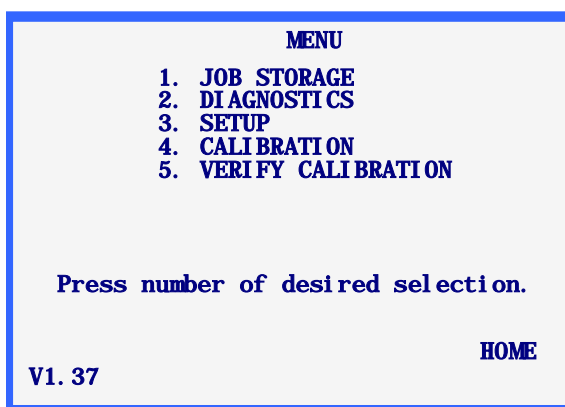 MENU
1. JOB STORAGE
2. DIAGNOSTICS
3. SETUP
4. CALIBRATION
5. VERIFY CALIBRATION
Press number of desired selection.
HOME
V1.37